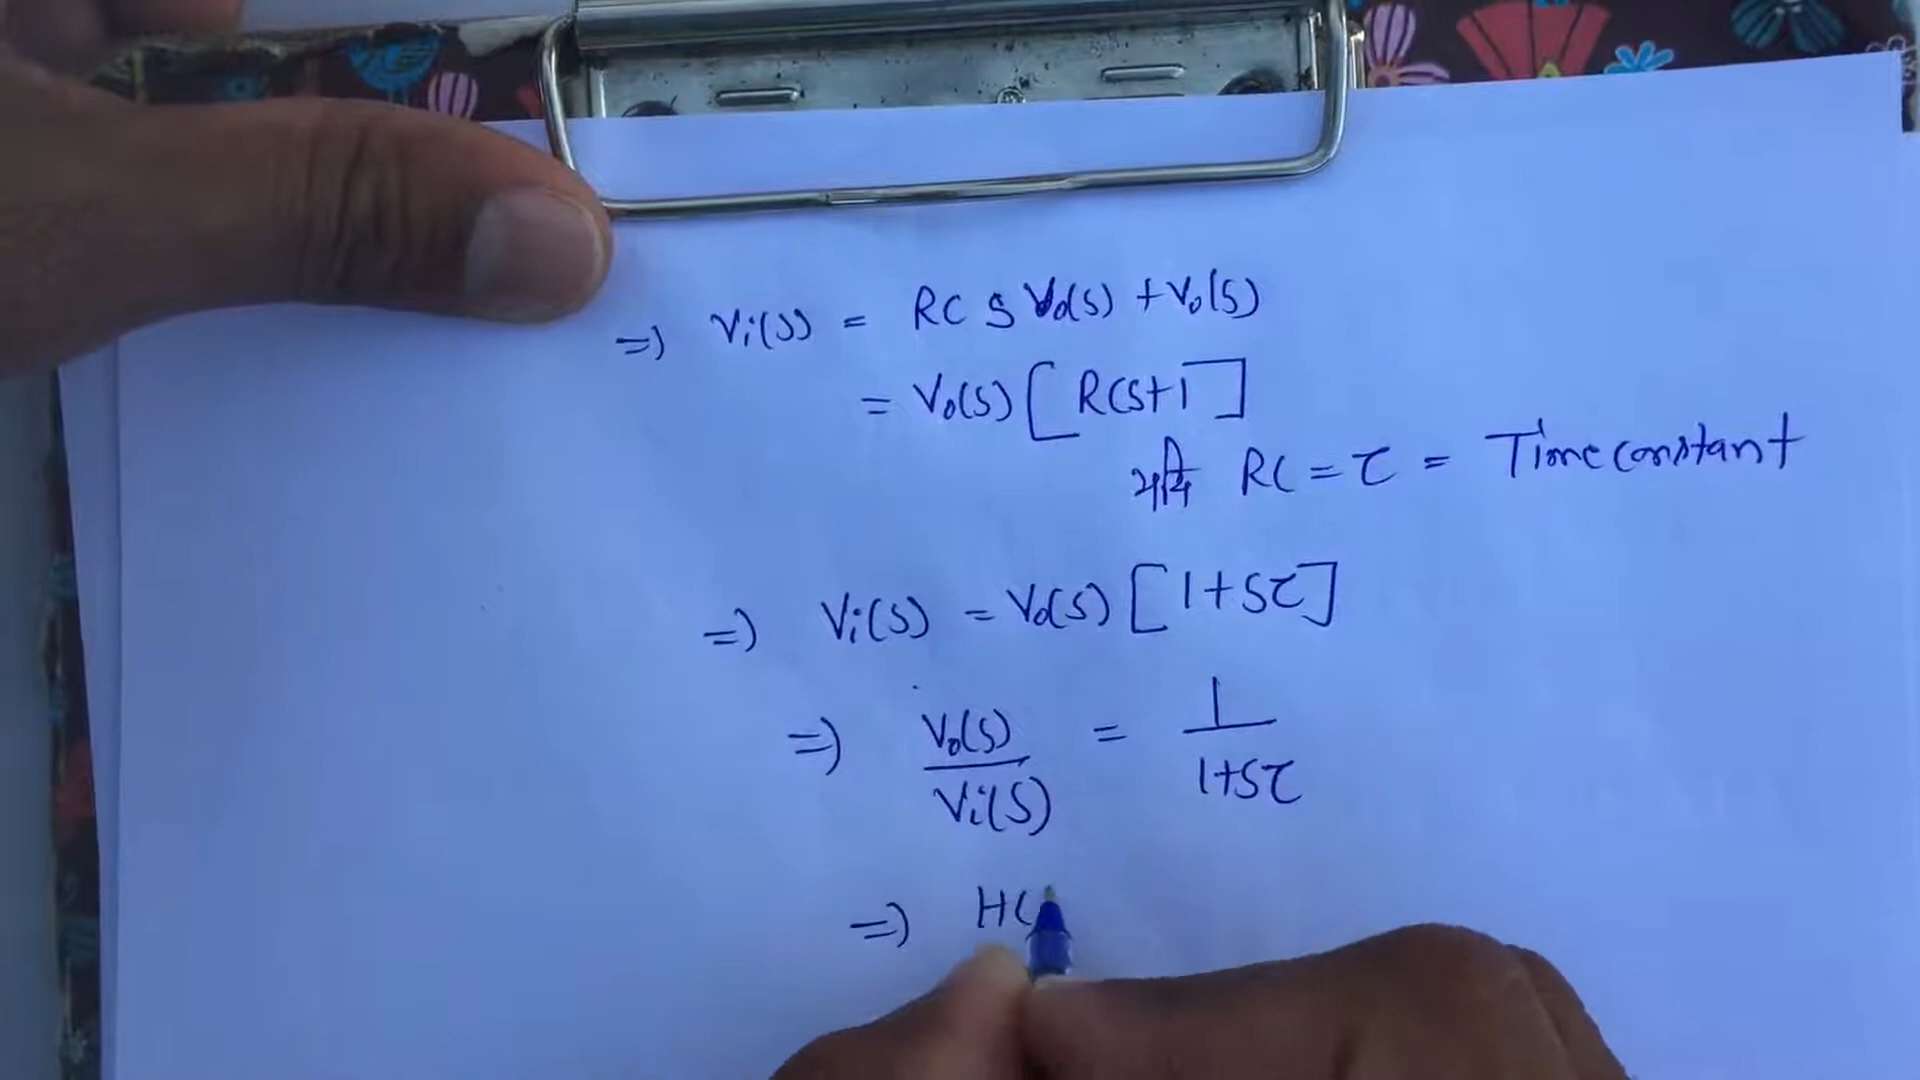 => Vi(s) = RC S Vo(s) + Vo(s)
= Vo(s) [ RCS+1 ]
यदि RC = τ = Time constant
=> Vi(s) = Vo(s) [ 1+Sτ ]
=> Vo(s) / Vi(s) = 1 / 1+Sτ
=> H(